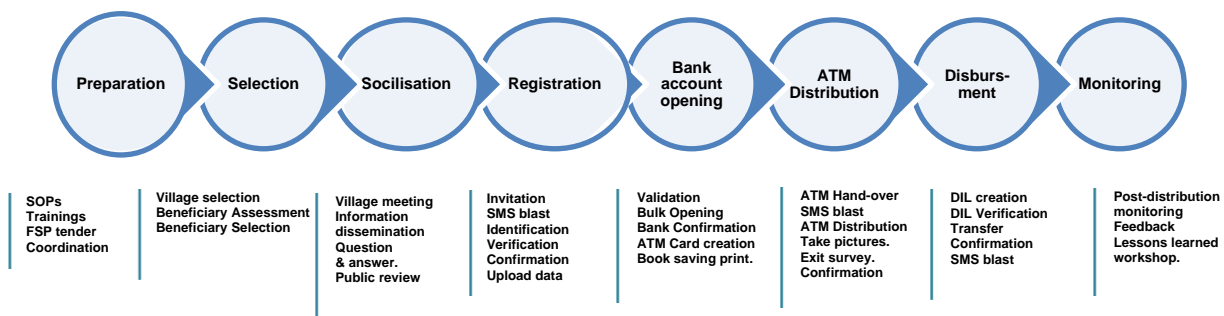 Preparation
Selection
Socilisation
Registration
Bank
account
opening
ATM
Distribution
Disburs-
ment
Monitoring
SOPs
Trainings
FSP tender
Coordination
Village selection
Beneficiary Assessment
Beneficiary Selection
Village meeting
Information
dissemination
Question
& answer.
Public review
Invitation
SMS blast
Identification
Verification
Confirmation
Upload data
Validation
Bulk Opening
Bank Confirmation
ATM Card creation
Book saving print.
ATM Hand-over
SMS blast
ATM Distribution
Take pictures.
Exit survey.
Confirmation
DIL creation
DIL Verification
Transfer
Confirmation
SMS blast
Post-distribution
monitoring
Feedback
Lessons learned
workshop.